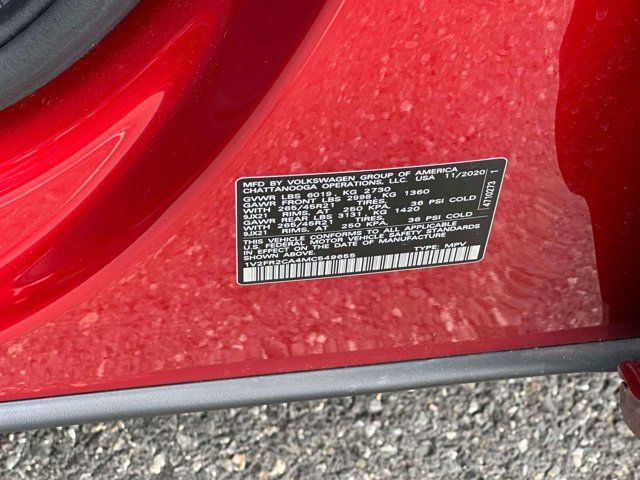 MFD BY VOLKSWAGEN GROUP OF AMERICA
CHATTANOOGA OPERATIONS, LLC. USA 11/2020
GVWR LBS 6019, KG 2730
GAWR FRONT LBS 2998, KG 1360
WITH 265/45R21 TIRES,
9JX21 RIMS, AT 250 KPA, 36 PSI COLD
GAWR REAR LBS 3131 KG 1420
WITH 265/45R21 TIRES,
9JX21 RIMS, AT 250 KPA, 36 PSI COLD
THIS VEHICLE CONFORMS TO ALL APPLICABLE
U.S. FEDERAL MOTOR VEHICLE SAFETY STANDARDS
IN EFFECT ON THE DATE OF MANUFACTURE
SHOWN ABOVE.
1V2FR2CA4MC549655 TYPE: MPV
4710273 1